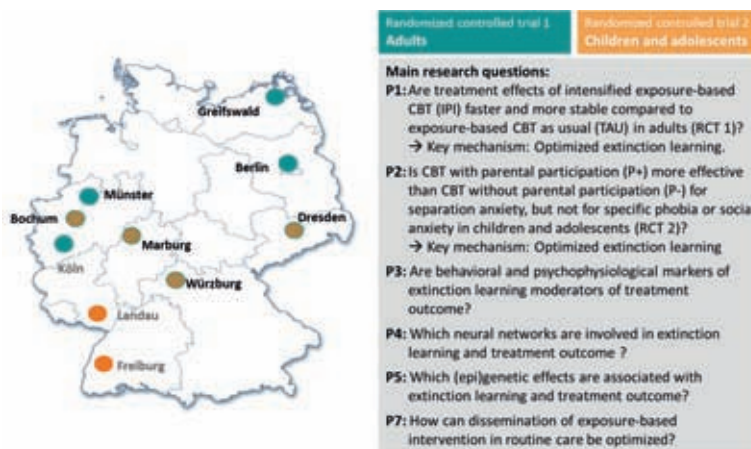 Greifswald
Berlin
Münster
Bochum
Dresden
Marburg
Köln
Würzburg
Landau
Freiburg
Randomized controlled trial 1
Adults
Randomized controlled trial 2
Children and adolescents
Main research questions:
P1: Are treatment effects of intensified exposure-based
CBT (IPI) faster and more stable compared to
exposure-based CBT as usual (TAU) in adults (RCT 1)?
→ Key mechanism: Optimized extinction learning.
P2: Is CBT with parental participation (P+) more effective
than CBT without parental participation (P-) for
separation anxiety, but not for specific phobia or social
anxiety in children and adolescents (RCT 2)?
→ Key mechanism: Optimized extinction learning
P3: Are behavioral and psychophysiological markers of
extinction learning moderators of treatment
outcome?
P4: Which neural networks are involved in extinction
learning and treatment outcome ?
P5: Which (epi)genetic effects are associated with
extinction learning and treatment outcome?
P7: How can dissemination of exposure-based
intervention in routine care be optimized?